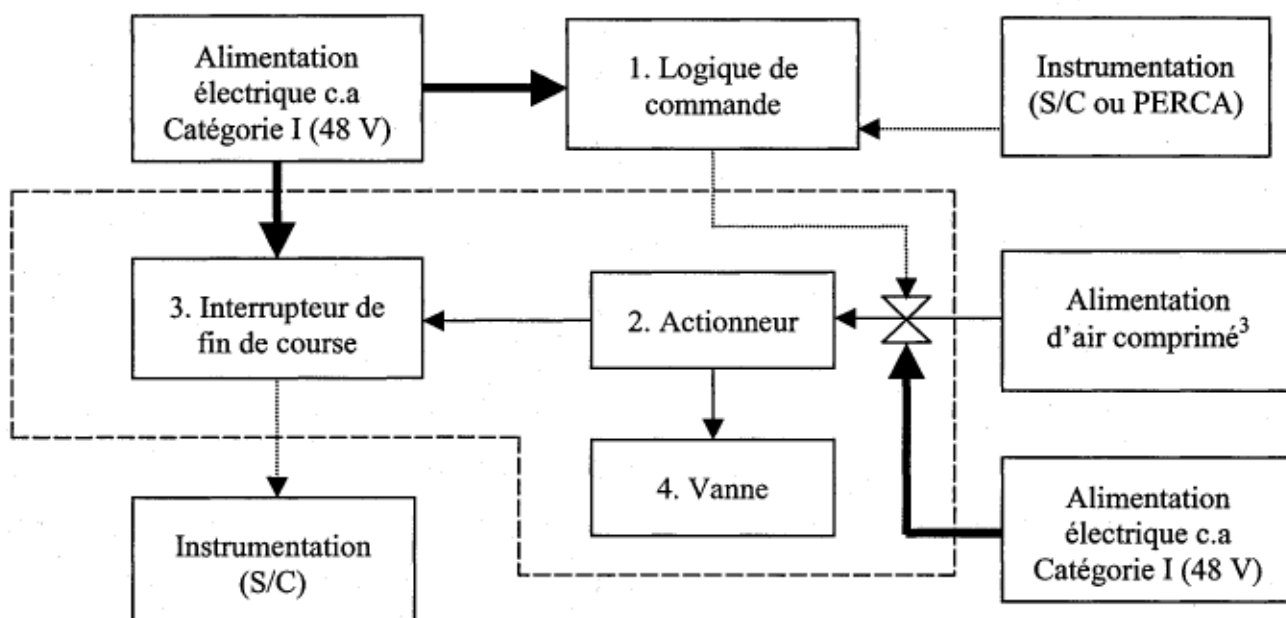 Alimentation
électrique c.a
Catégorie I (48 V)
1. Logique de
commande
Instrumentation
(S/C ou PERCA)
3. Interrupteur de
fin de course
2. Actionneur
Alimentation
d'air comprimé³
4. Vanne
Instrumentation
(S/C)
Alimentation
électrique c.a
Catégorie I (48 V)